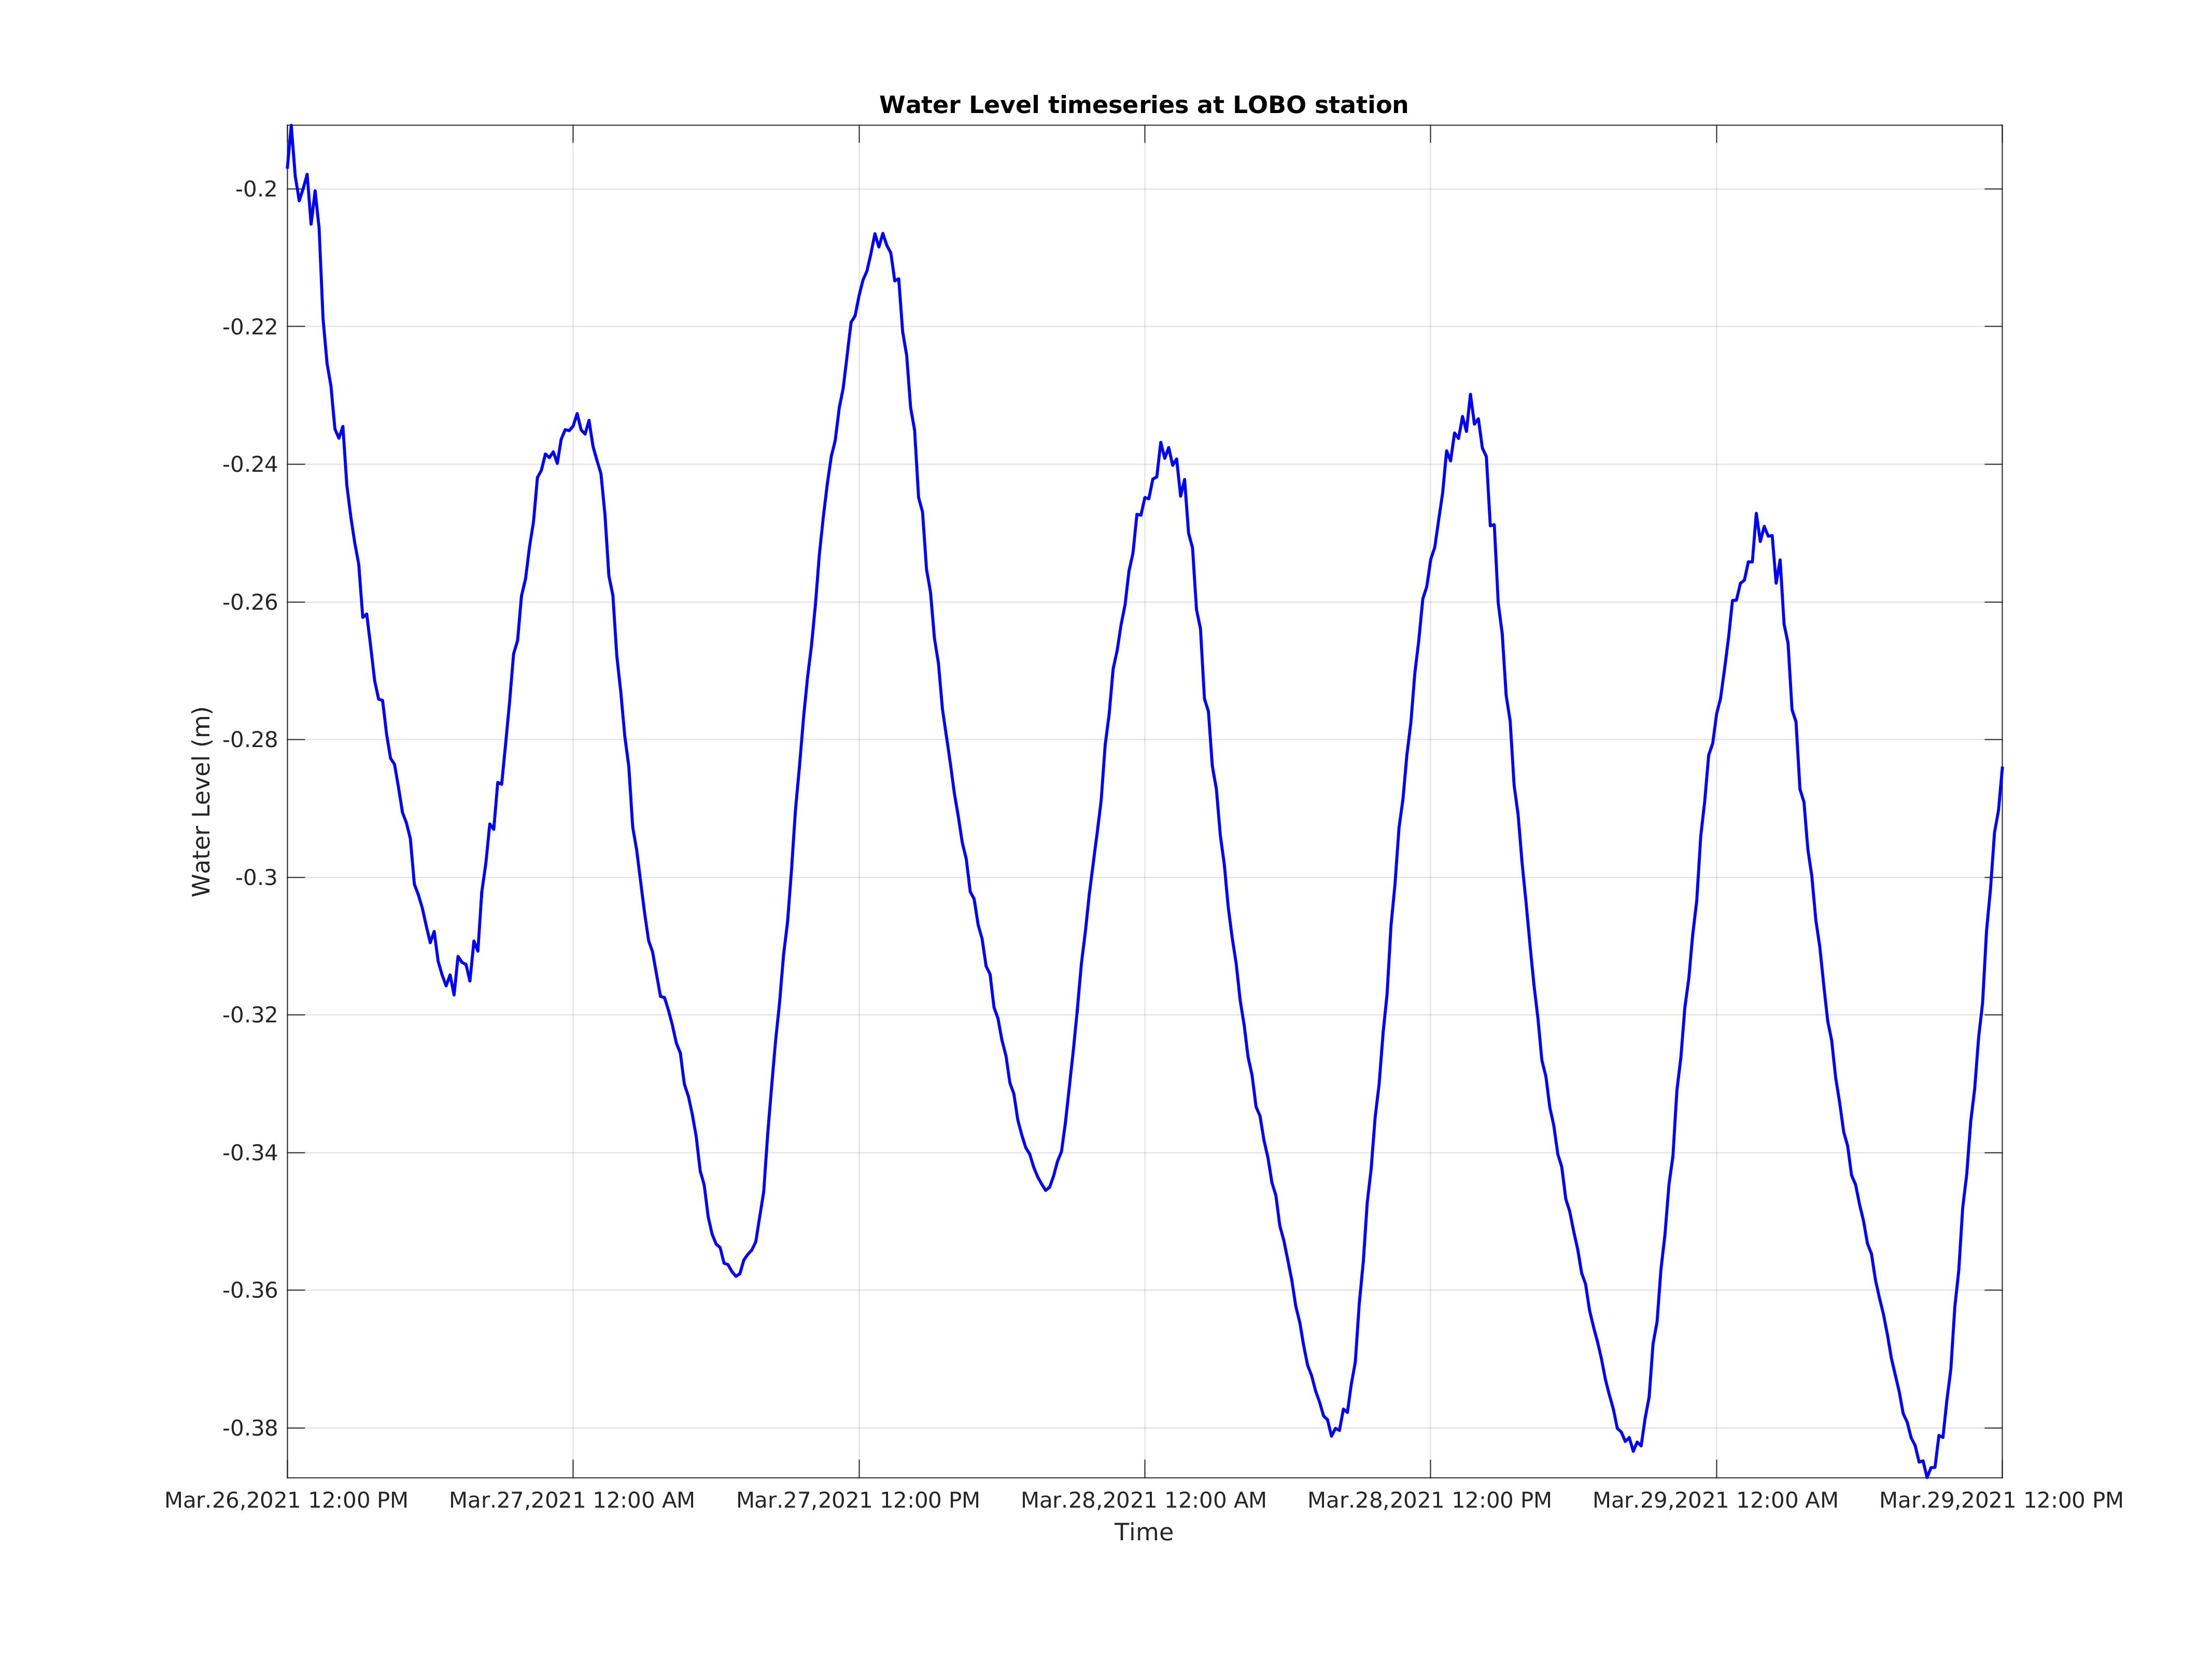 Water Level timeseries at LOBO station
-0.2
-0.22
-0.24
-0.26
-0.28
-0.3
-0.32
-0.34
-0.36
-0.38
Water Level (m)
Mar.26,2021 12:00 PM Mar.27,2021 12:00 AM Mar.27,2021 12:00 PM Mar.28,2021 12:00 AM Mar.28,2021 12:00 PM Mar.29,2021 12:00 AM Mar.29,2021 12:00 PM
Time